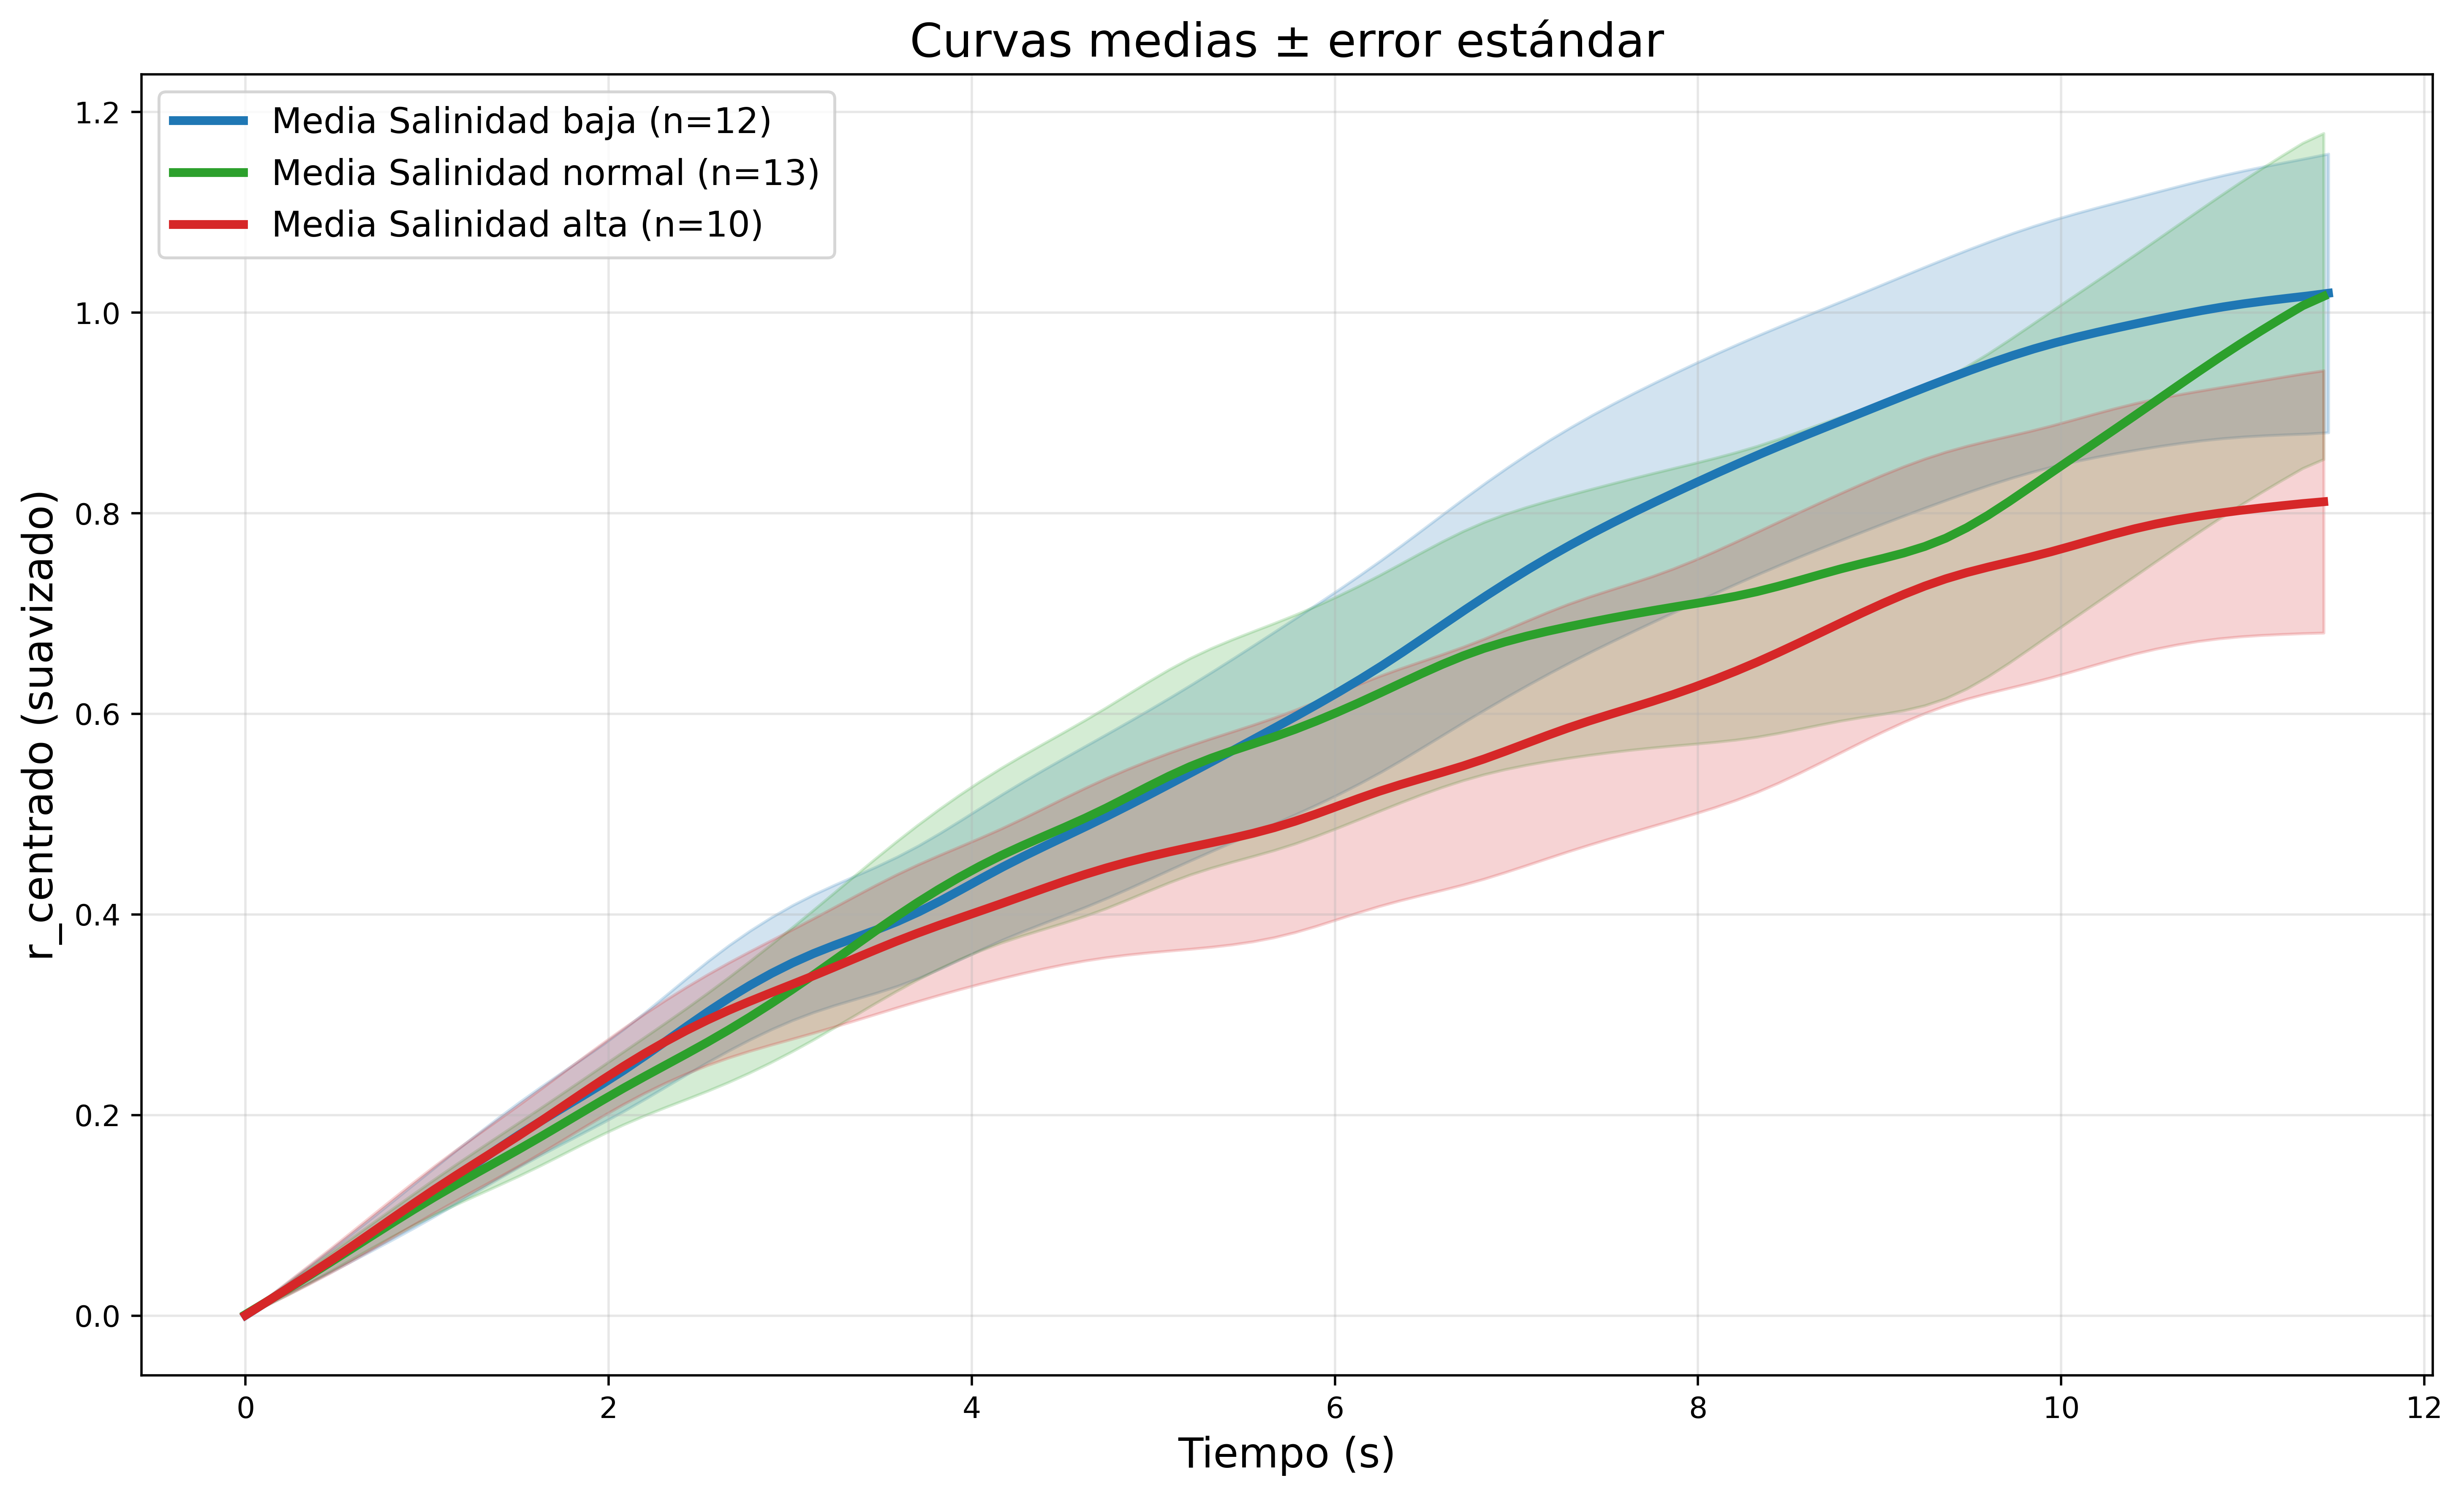 Curvas medias ± error estándar
Media Salinidad baja (n=12)
Media Salinidad normal (n=13)
Media Salinidad alta (n=10)
r_centrado (suavizado)
1.2
1.0
0.8
0.6
0.4
0.2
0.0
0 2 4 6 8 10 12
Tiempo (s)